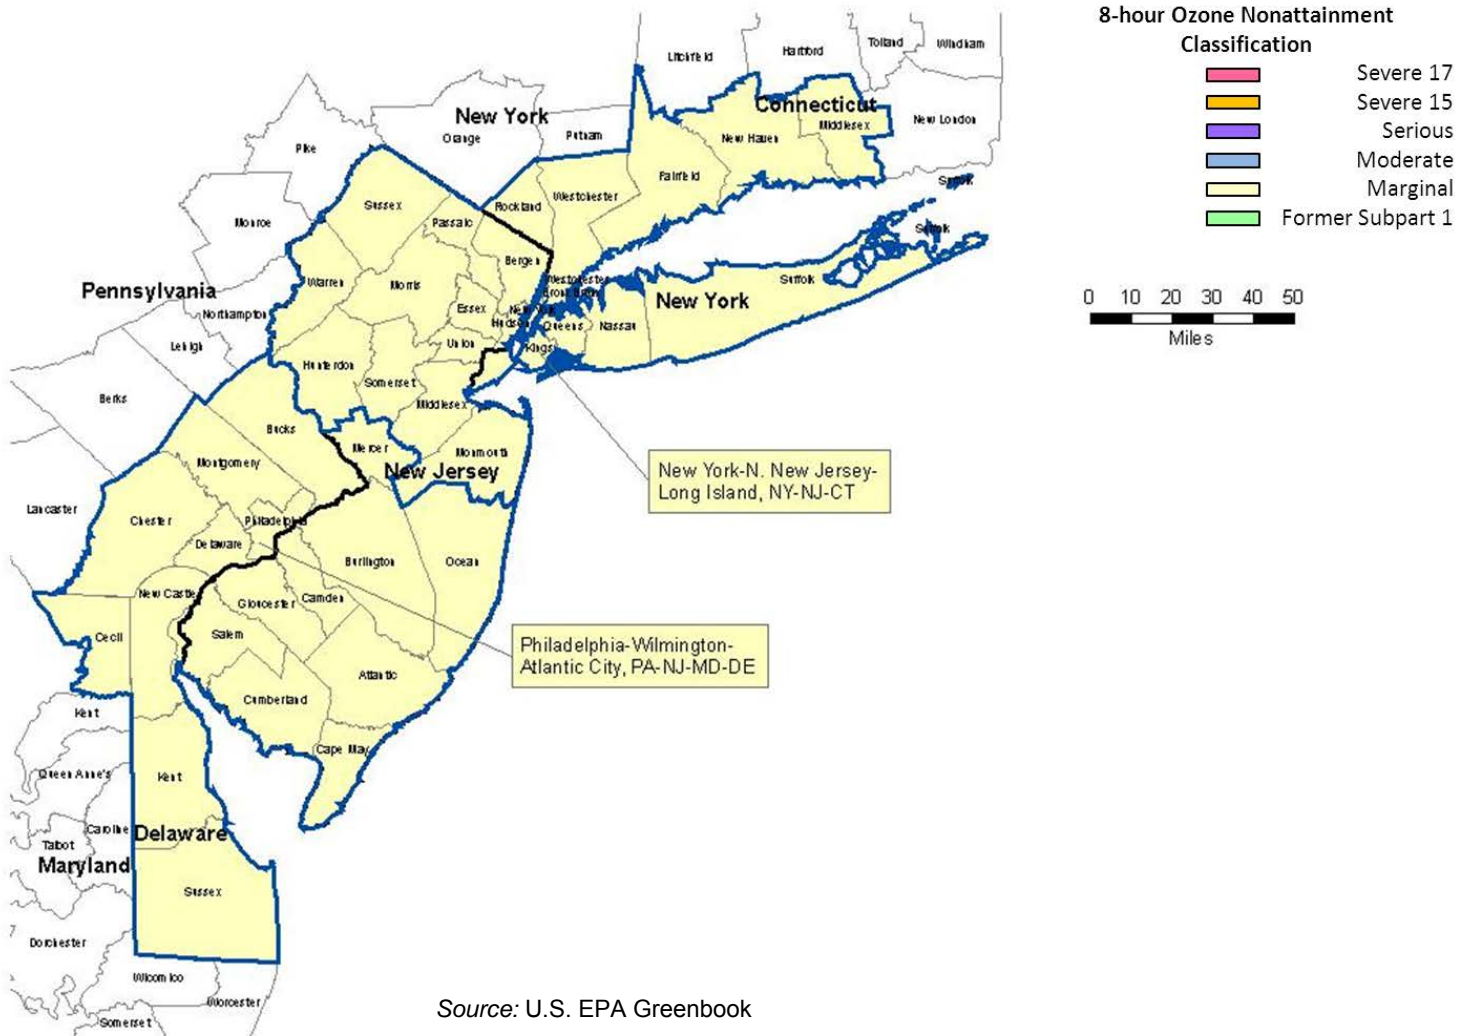 8-hour Ozone Nonattainment
Classification
Severe 17
Severe 15
Serious
Moderate
Marginal
Former Subpart 1
0 10 20 30 40 50
Miles
Litchfield
Hartford
Tolland
Windham
New York
Connecticut
Orange
Putnam
New Haven
Middlesex
New London
Pike
Fairfield
Suffolk
Sussex
Rockland
Westchester
Monroe
Passaic
Suffolk
Bergen
Pennsylvania
Warren
Morris
Westchester
Suffolk
New York
Northampton
Essex
New York
Hudson
Queens
Nassau
Lehigh
Union
Kings
Hunterdon
Somerset
Berks
Middlesex
Bucks
Mercer
Monmouth
Montgomery
New Jersey
New York-N. New Jersey-
Long Island, NY-NJ-CT
Lancaster
Chester
Philadelphia
Delaware
Burlington
Ocean
New Castle
Gloucester
Camden
Cecil
Salem
Philadelphia-Wilmington-
Atlantic City, PA-NJ-MD-DE
Atlantic
Cumberland
Kent
Cape May
Queen Anne's
Kent
Caroline
Delaware
Talbot
Maryland
Sussex
Dorchester
Wicomico
Worcester
Somerset
Source: U.S. EPA Greenbook